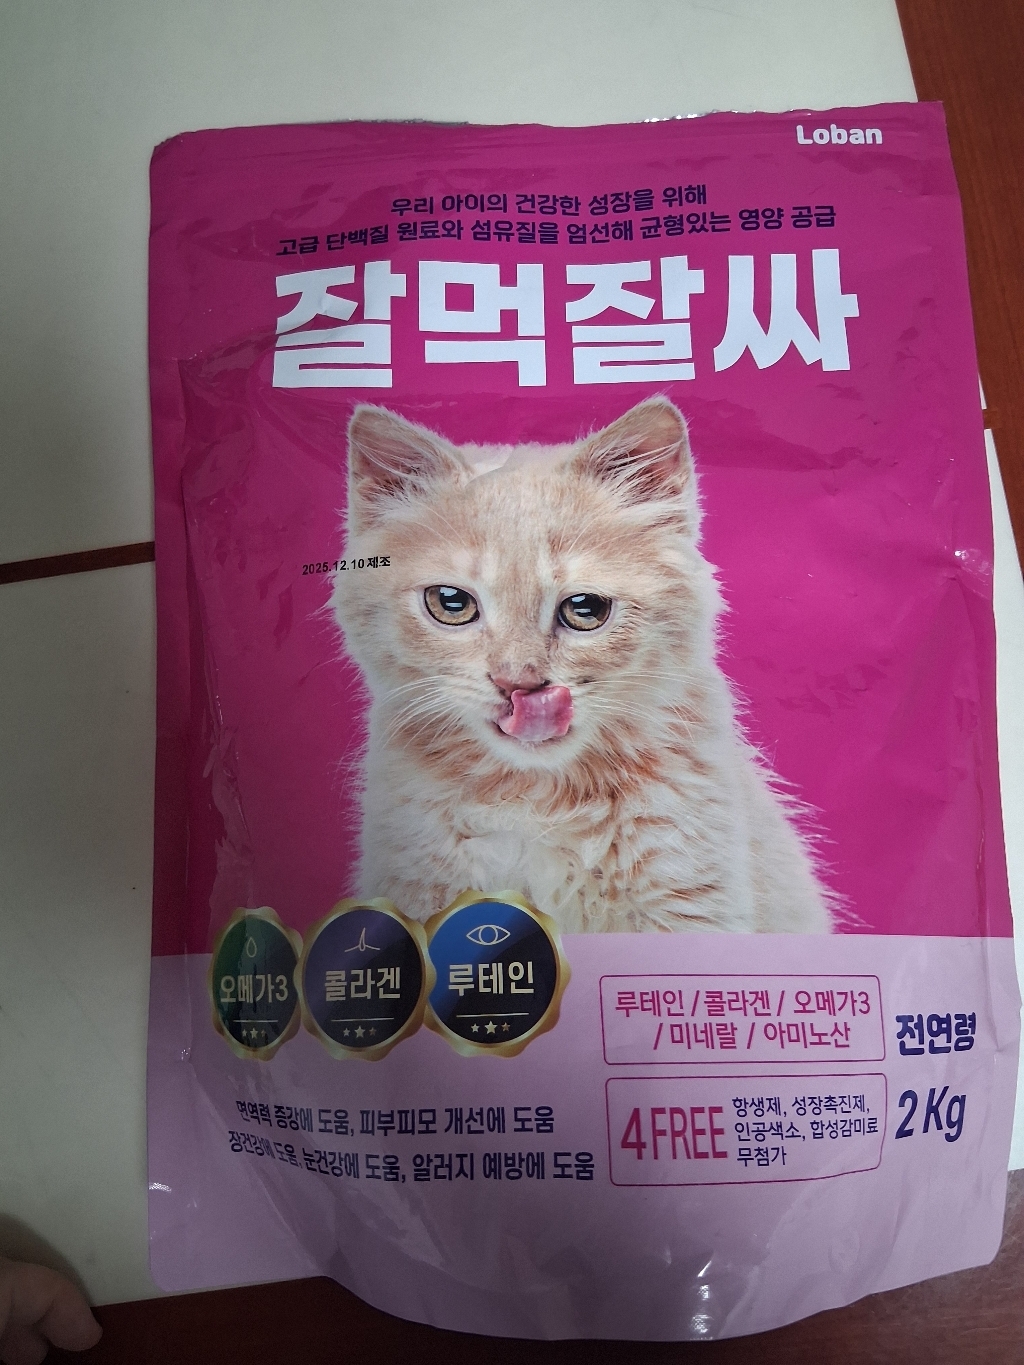 Loban
우리 아이의 건강한 성장을 위해
고급 단백질 원료와 섬유질을 엄선해 균형있는 영양 공급
잘먹잘싸
2025.12.10 제조
오메가3
콜라겐
루테인
루테인 / 콜라겐 / 오메가3
/ 미네랄 / 아미노산
전연령
면역력 증강에 도움, 피부피모 개선에 도움
장건강에 도움, 눈건강에 도움, 알러지 예방에 도움
4 FREE
항생제, 성장촉진제,
인공색소, 합성감미료
무첨가
2Kg